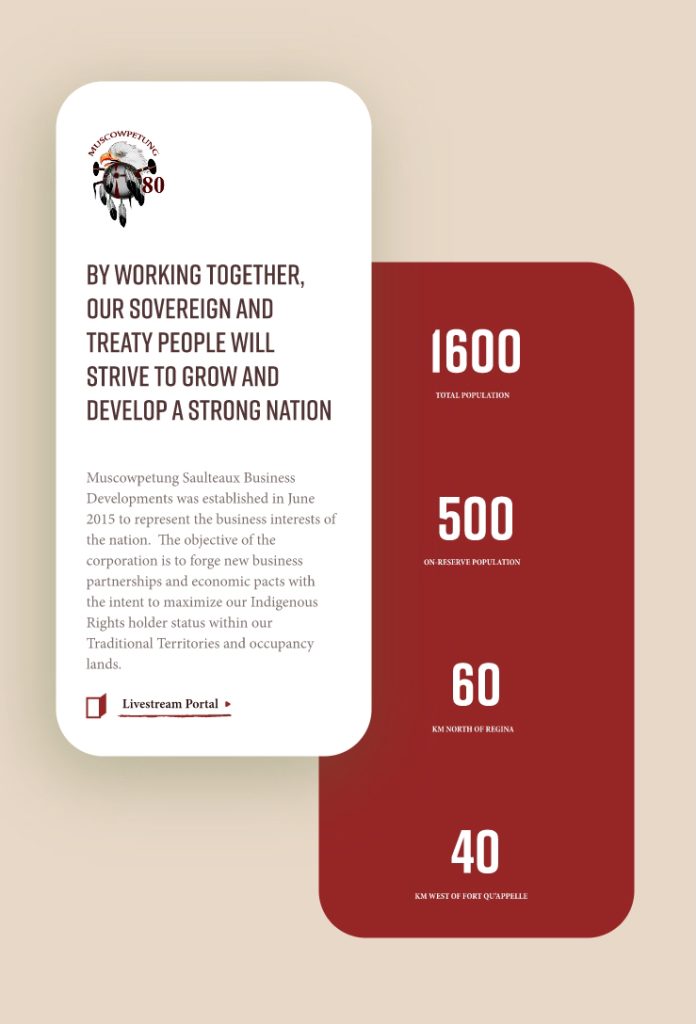 MUSCOWPETUNG
80
BY WORKING TOGETHER,
OUR SOVEREIGN AND
TREATY PEOPLE WILL
STRIVE TO GROW AND
DEVELOP A STRONG NATION
Muscowpetung Saulteaux Business
Developments was established in June
2015 to represent the business interests of
the nation.  The objective of the
corporation is to forge new business
partnerships and economic pacts with
the intent to maximize our Indigenous
Rights holder status within our
Traditional Territories and occupancy
lands.
Livestream Portal
1600
TOTAL POPULATION
500
ON-RESERVE POPULATION
60
KM NORTH OF REGINA
40
KM WEST OF FORT QU'APPELLE